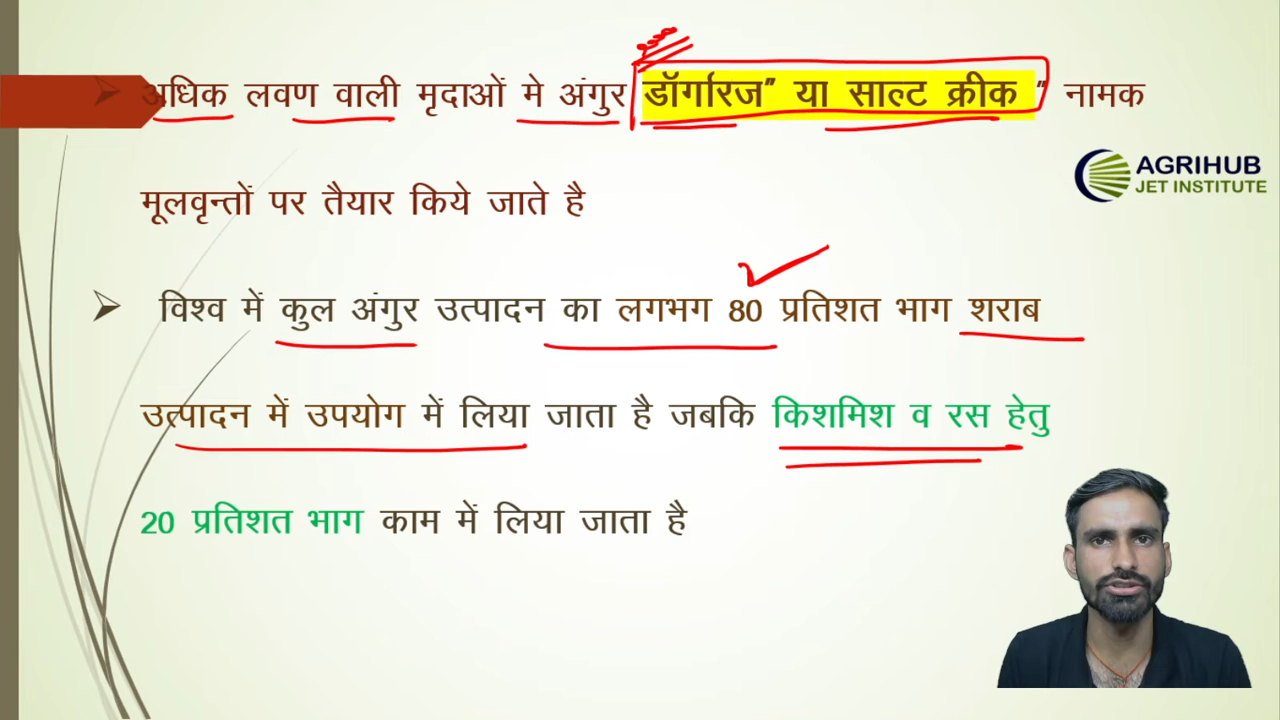 अधिक लवण वाली मृदाओं मे अंगुर डॉगरिज" या साल्ट क्रीक " नामक
AGRIHUB
JET INSTITUTE
मूलवृन्तों पर तैयार किये जाते है
विश्व में कुल अंगुर उत्पादन का लगभग 80 प्रतिशत भाग शराब
उत्पादन में उपयोग में लिया जाता है जबकि किशमिश व रस हेतु
20 प्रतिशत भाग काम में लिया जाता है